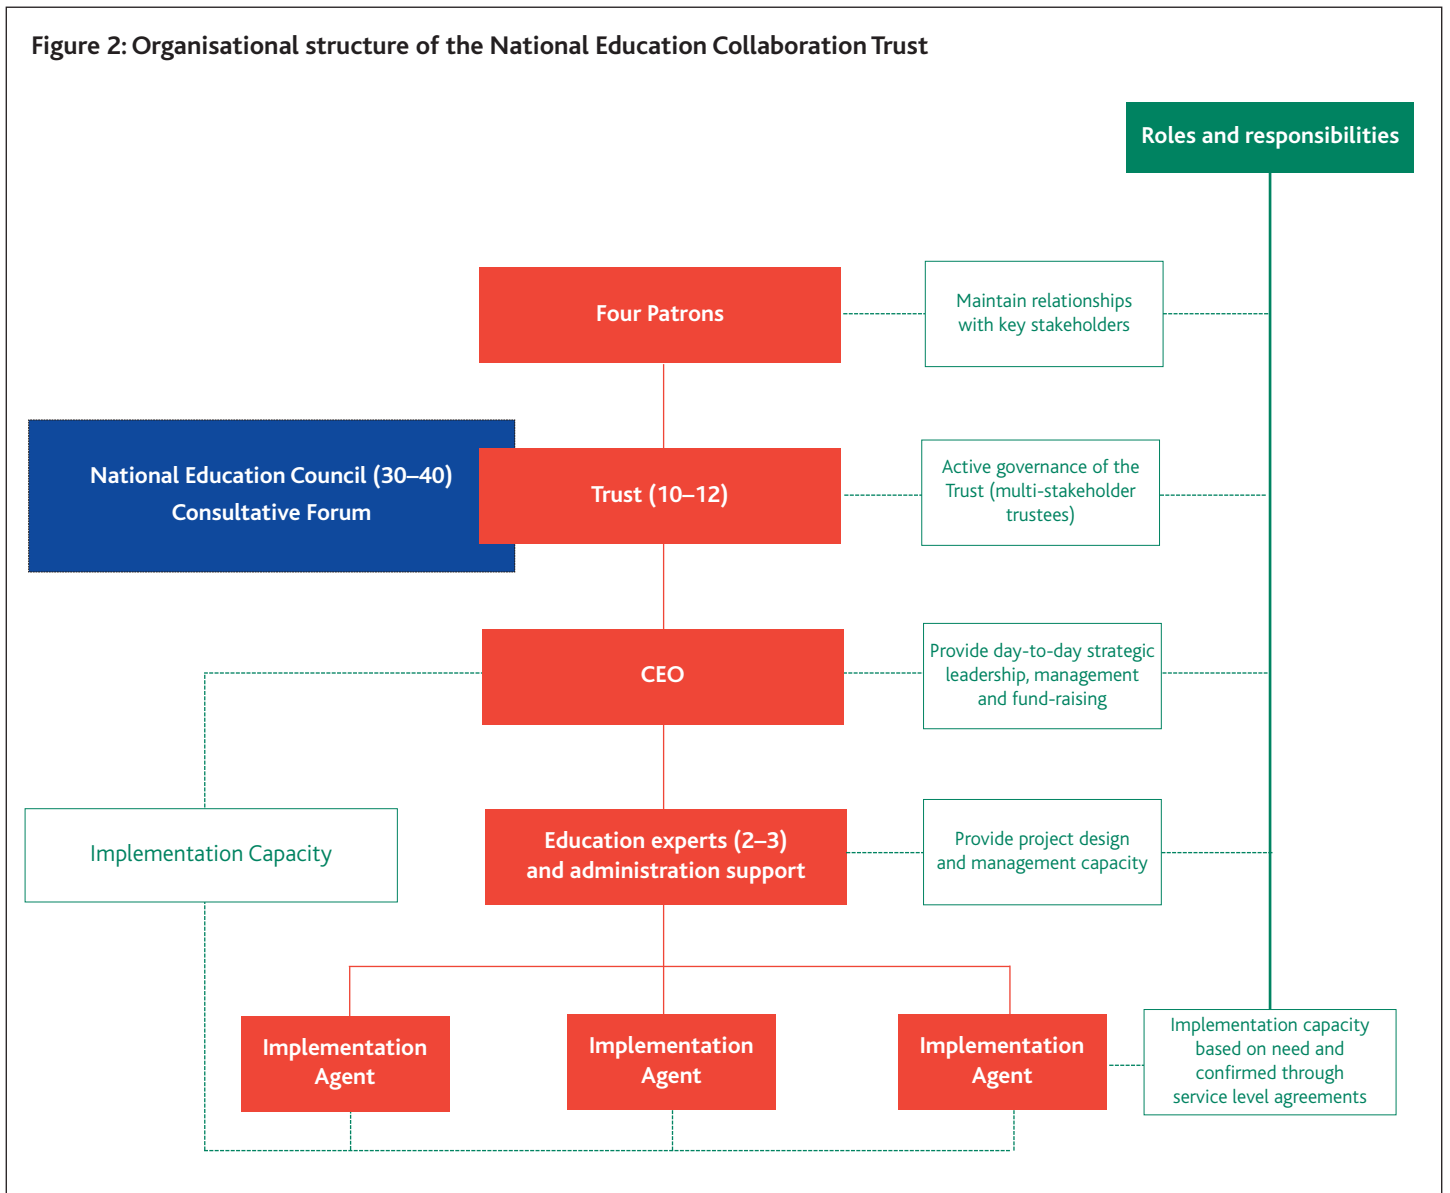 Figure 2: Organisational structure of the National Education Collaboration Trust
Roles and responsibilities
Four Patrons
Maintain relationships
with key stakeholders
National Education Council (30–40)
Consultative Forum
Trust (10–12)
Active governance of the
Trust (multi-stakeholder
trustees)
CEO
Provide day-to-day strategic
leadership, management
and fund-raising
Implementation Capacity
Education experts (2–3)
and administration support
Provide project design
and management capacity
Implementation
Agent
Implementation
Agent
Implementation
Agent
Implementation capacity
based on need and
confirmed through
service level agreements